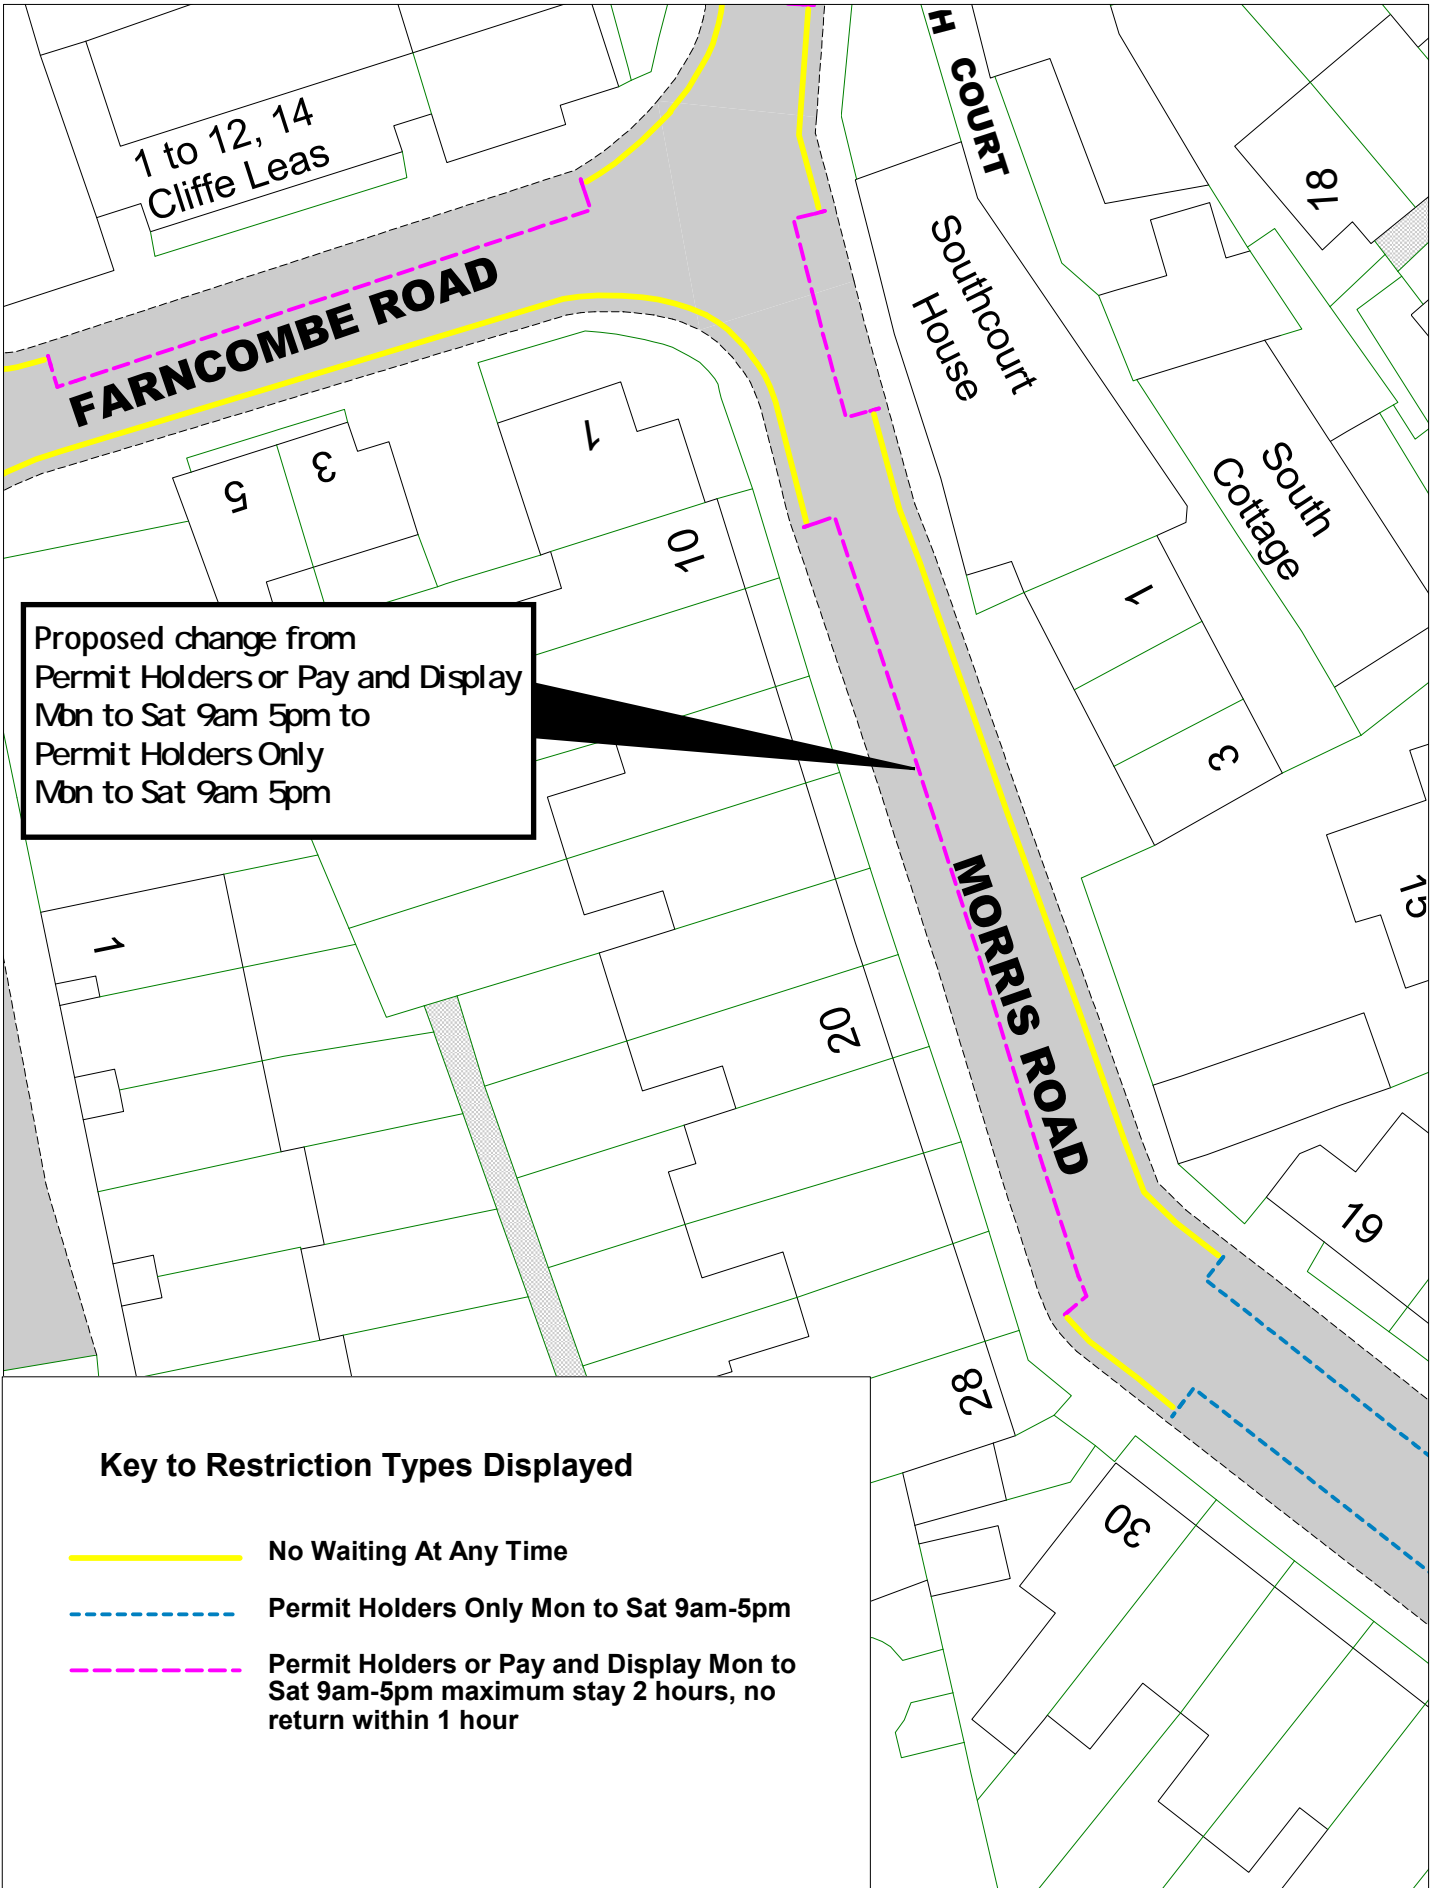 H COURT
1 to 12, 14
Cliffe Leas
18
Southcourt
House
FARNCOMBE ROAD
1
3
5
South
Cottage
10
1
Proposed change from
Permit Holders or Pay and Display
Mon to Sat 9am 5pm to
Permit Holders Only
Mon to Sat 9am 5pm
3
MORRIS ROAD
15
1
20
19
28
30
Key to Restriction Types Displayed
No Waiting At Any Time
Permit Holders Only Mon to Sat 9am-5pm
Permit Holders or Pay and Display Mon to
Sat 9am-5pm maximum stay 2 hours, no
return within 1 hour